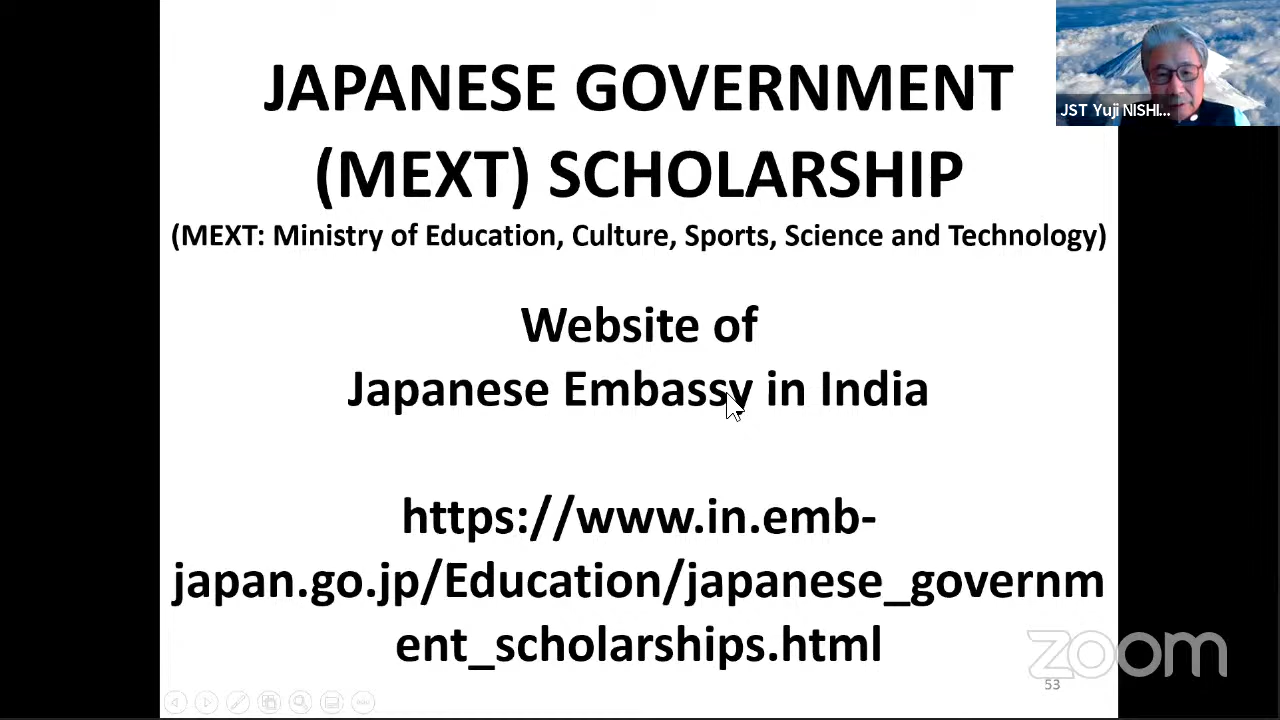 JAPANESE GOVERNMENT
(MEXT) SCHOLARSHIP
(MEXT: Ministry of Education, Culture, Sports, Science and Technology)
Website of
Japanese Embassy in India
https://www.in.emb-
japan.go.jp/Education/japanese_governm
ent_scholarships.html
JST Yuji NISHI...
zoom
53